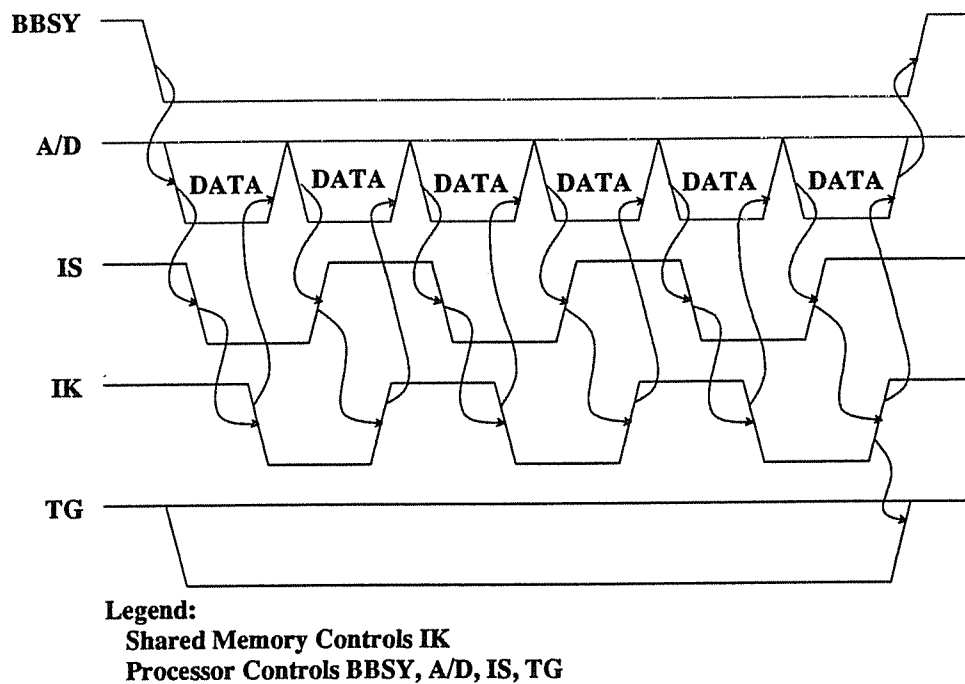 BBSY
A/D
DATA DATA DATA DATA DATA DATA
IS
IK
TG
Legend:
Shared Memory Controls IK
Processor Controls BBSY, A/D, IS, TG